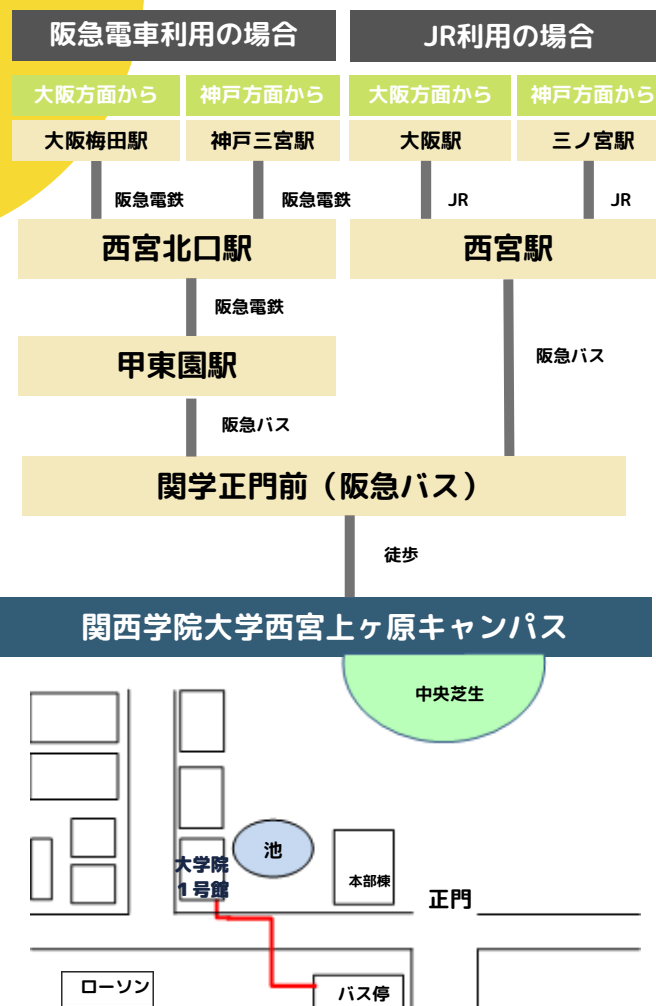 阪急電車利用の場合
JR利用の場合
大阪方面から
神戸方面から
大阪方面から
神戸方面から
大阪梅田駅
神戸三宮駅
大阪駅
三ノ宮駅
阪急電鉄
阪急電鉄
JR
JR
西宮北口駅
西宮駅
阪急電鉄
阪急バス
甲東園駅
阪急バス
関学正門前（阪急バス）
徒歩
関西学院大学西宮上ヶ原キャンパス
中央芝生
池
大学院
１号館
本部棟
正門
ローソン
バス停